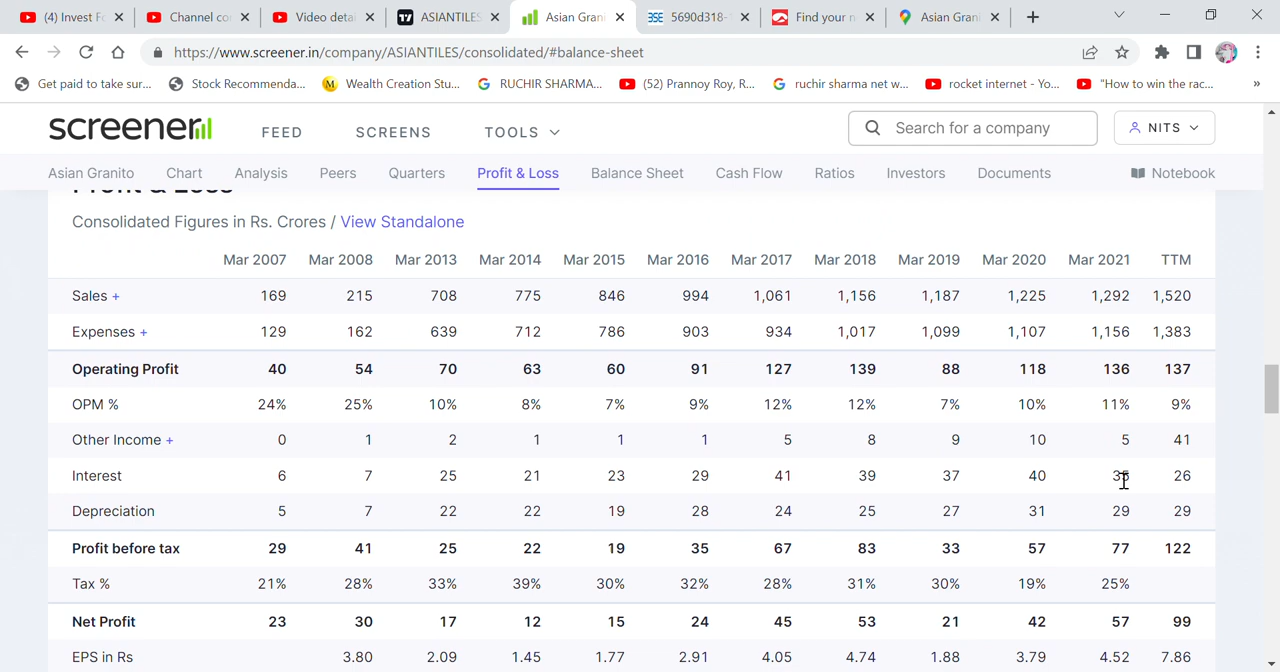 (4) Invest F
Channel co
Video detai
ASIANTILES
Asian Grani
5690d318-
Find your n
Asian Grani
https://www.screener.in/company/ASIANTILES/consolidated/#balance-sheet
Get paid to take sur...
Stock Recommenda...
Wealth Creation Stu...
RUCHIR SHARMA...
(52) Prannoy Roy, R...
ruchir sharma net w...
rocket internet - Yo...
"How to win the rac...
»
screener
FEED
SCREENS
TOOLS
Search for a company
NITS
Asian Granito
Chart
Analysis
Peers
Quarters
Profit & Loss
Balance Sheet
Cash Flow
Ratios
Investors
Documents
Notebook
Profit & Loss
Consolidated Figures in Rs. Crores / View Standalone
Mar 2007 Mar 2008 Mar 2013 Mar 2014 Mar 2015 Mar 2016 Mar 2017 Mar 2018 Mar 2019 Mar 2020 Mar 2021 TTM
Sales + 169 215 708 775 846 994 1,061 1,156 1,187 1,225 1,292 1,520
Expenses + 129 162 639 712 786 903 934 1,017 1,099 1,107 1,156 1,383
Operating Profit 40 54 70 63 60 91 127 139 88 118 136 137
OPM % 24% 25% 10% 8% 7% 9% 12% 12% 7% 10% 11% 9%
Other Income + 0 1 2 1 1 1 5 8 9 10 5 41
Interest 6 7 25 21 23 29 41 39 37 40 35 26
Depreciation 5 7 22 22 19 28 24 25 27 31 29 29
Profit before tax 29 41 25 22 19 35 67 83 33 57 77 122
Tax % 21% 28% 33% 39% 30% 32% 28% 31% 30% 19% 25%
Net Profit 23 30 17 12 15 24 45 53 21 42 57 99
EPS in Rs 3.80 2.09 1.45 1.77 2.91 4.05 4.74 1.88 3.79 4.52 7.86